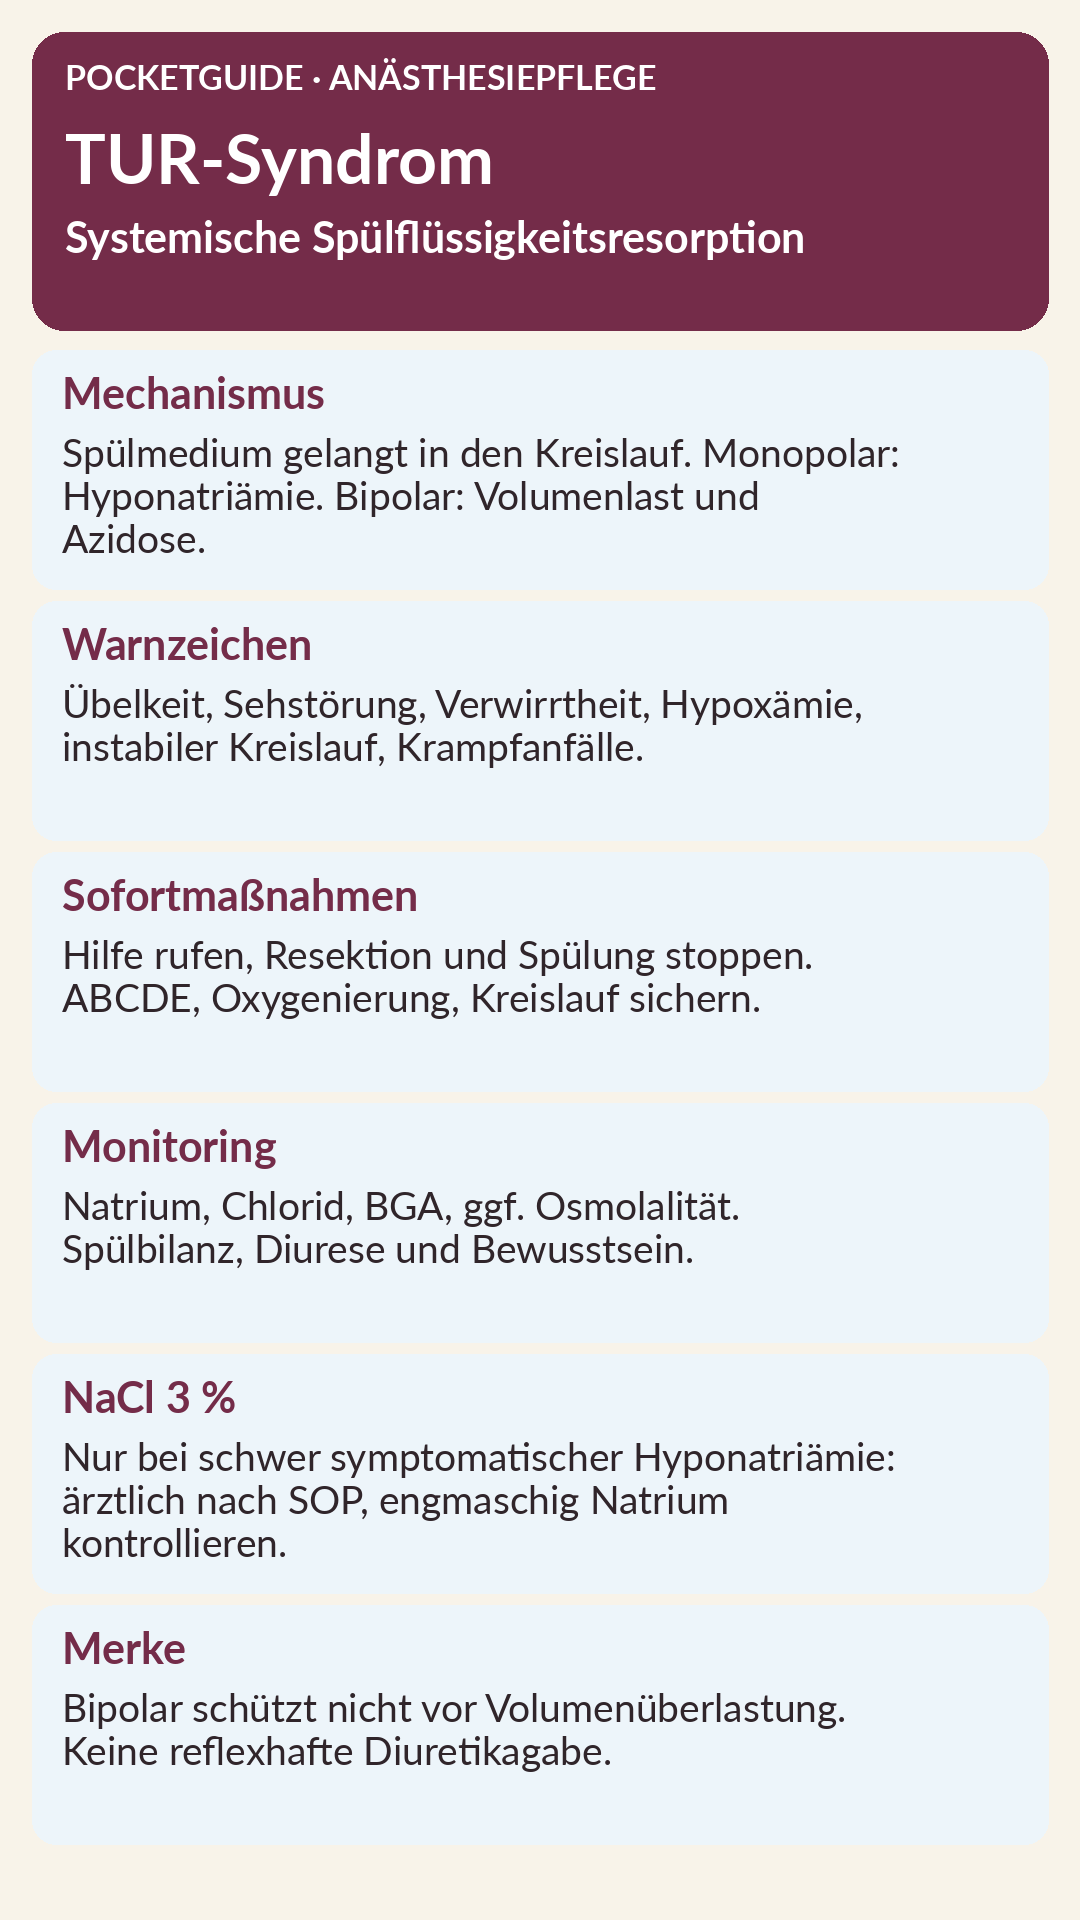 POCKETGUIDE · ANÄSTHESIEPFLEGE
TUR-Syndrom
Systemische Spülflüssigkeitsresorption
Mechanismus
Spülmedium gelangt in den Kreislauf. Monopolar:
Hyponatriämie. Bipolar: Volumenlast und
Azidose.
Warnzeichen
Übelkeit, Sehstörung, Verwirrtheit, Hypoxämie,
instabiler Kreislauf, Krampfanfälle.
Sofortmaßnahmen
Hilfe rufen, Resektion und Spülung stoppen.
ABCDE, Oxygenierung, Kreislauf sichern.
Monitoring
Natrium, Chlorid, BGA, ggf. Osmolalität.
Spülbilanz, Diurese und Bewusstsein.
NaCl 3 %
Nur bei schwer symptomatischer Hyponatriämie:
ärztlich nach SOP, engmaschig Natrium
kontrollieren.
Merke
Bipolar schützt nicht vor Volumenüberlastung.
Keine reflexhafte Diuretikagabe.